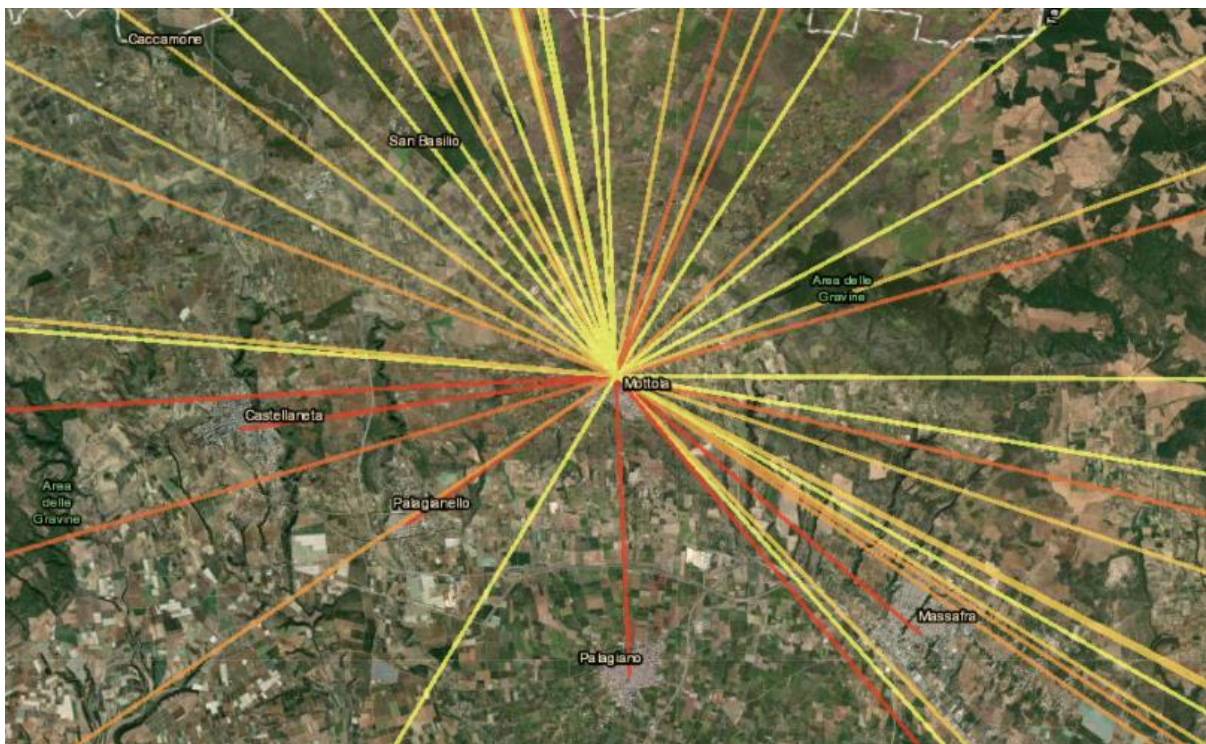 Caccamone
San Basilio
Area delle
Gravine
Mottola
Castellaneta
Area
delle
Gravine
Palagianello
Massafra
Palagiano